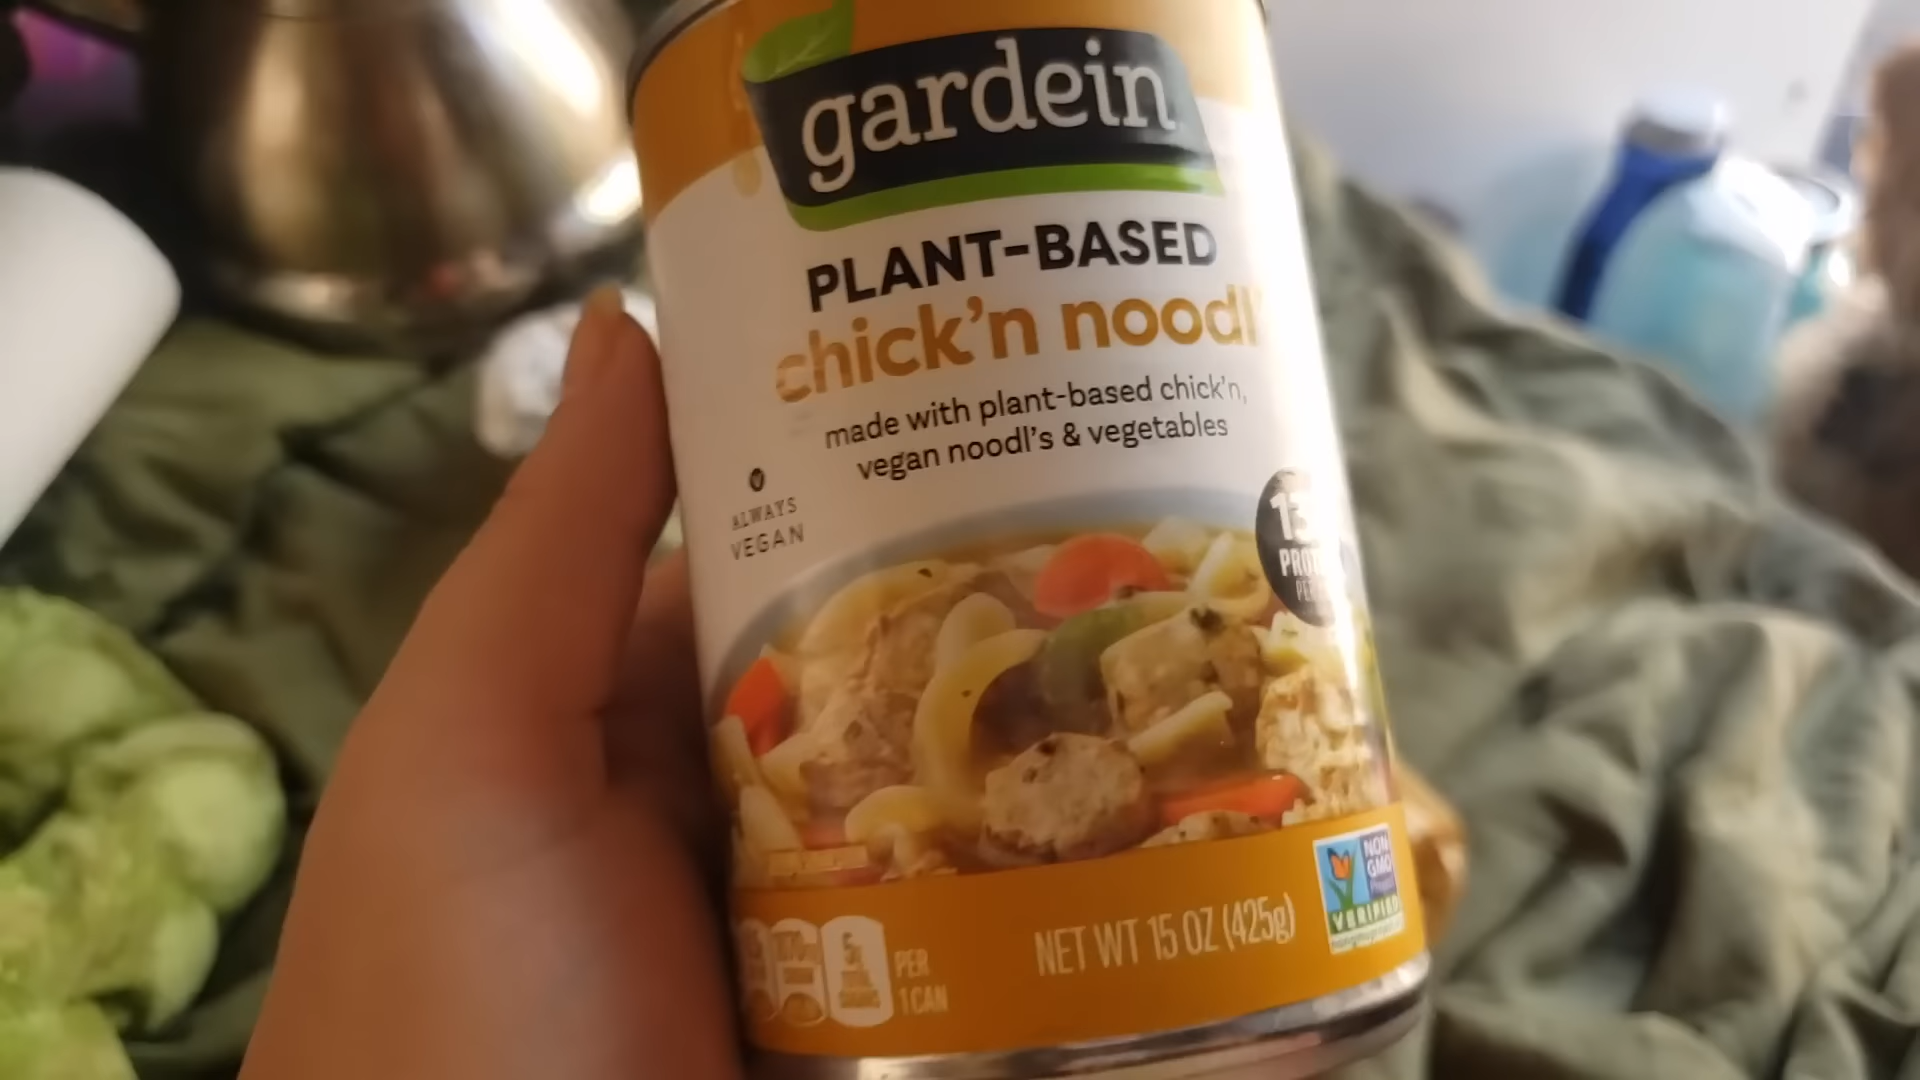 gardein
PLANT-BASED
chick'n noodl'
made with plant-based chick'n,
vegan noodl's & vegetables
ALWAYS
VEGAN
5g
PER
1 CAN
NET WT 15 OZ (425g)
NON
GMO
VERIFIED